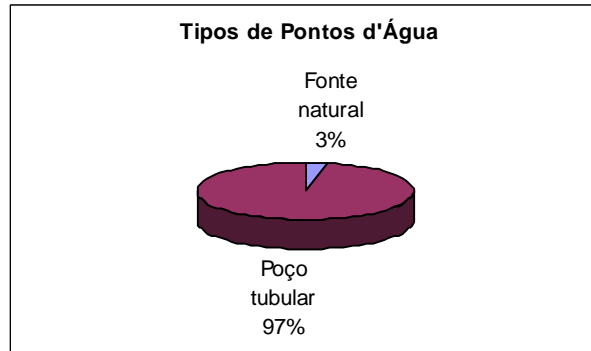 Tipos de Pontos d'Água
Fonte
natural
3%
Poço
tubular
97%